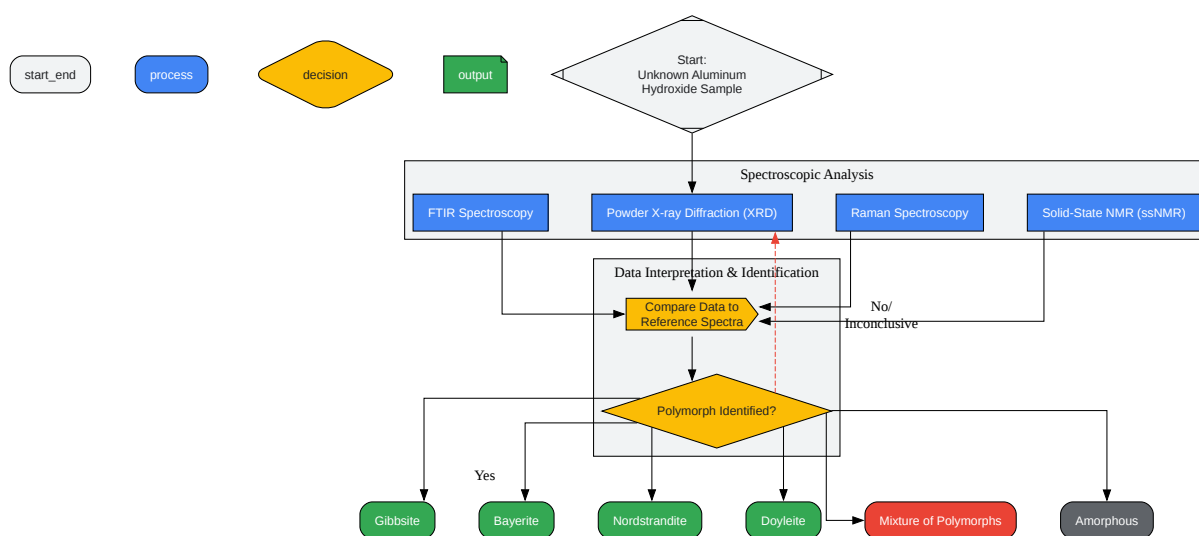 start_end
process
decision
output
Start:
Unknown Aluminum
Hydroxide Sample
Spectroscopic Analysis
FTIR Spectroscopy
Powder X-ray Diffraction (XRD)
Raman Spectroscopy
Solid-State NMR (ssNMR)
Data Interpretation & Identification
Compare Data to
Reference Spectra
No/
Inconclusive
Polymorph Identified?
Yes
Gibbsite
Bayerite
Nordstrandite
Doyleite
Mixture of Polymorphs
Amorphous